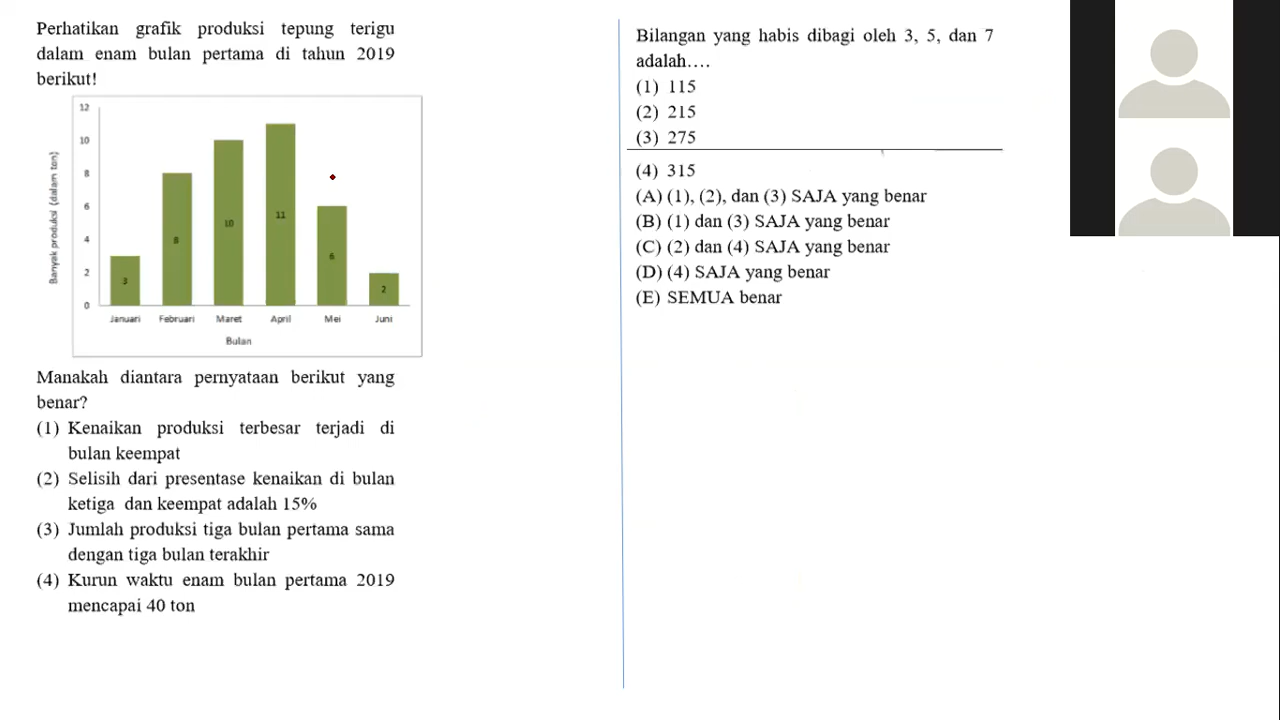 Perhatikan grafik produksi tepung terigu
dalam enam bulan pertama di tahun 2019
berikut!
12
10
8
6
4
2
0
Banyak produksi (dalam ton)
3
8
10
11
6
2
Januari Februari Maret April Mei Juni
Bulan
Manakah diantara pernyataan berikut yang
benar?
(1) Kenaikan produksi terbesar terjadi di
bulan keempat
(2) Selisih dari presentase kenaikan di bulan
ketiga dan keempat adalah 15%
(3) Jumlah produksi tiga bulan pertama sama
dengan tiga bulan terakhir
(4) Kurun waktu enam bulan pertama 2019
mencapai 40 ton
Bilangan yang habis dibagi oleh 3, 5, dan 7
adalah....
(1) 115
(2) 215
(3) 275
(4) 315
(A) (1), (2), dan (3) SAJA yang benar
(B) (1) dan (3) SAJA yang benar
(C) (2) dan (4) SAJA yang benar
(D) (4) SAJA yang benar
(E) SEMUA benar